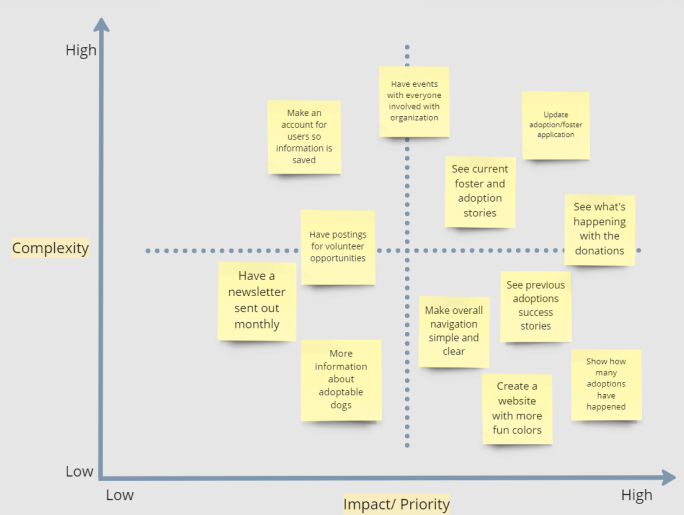 High
Have events
with everyone
involved with
organization
Make an
account for
users so
information is
saved
Update
adoption/foster
application
See current
foster and
adoption
stories
See what's
happening
with the
donations
Have postings
for volunteer
opportunities
Complexity
Have a
newsletter
sent out
monthly
See previous
adoptions
success
stories
Make overall
navigation
simple and
clear
More
information
about
adoptable
dogs
Show how
many
adoptions
have
happened
Create a
website
with more
fun colors
Low
Low
High
Impact/ Priority